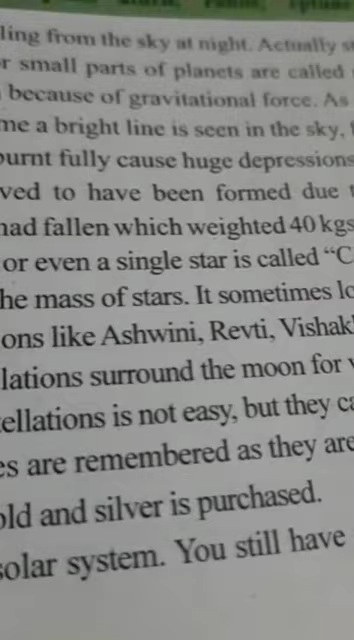 ling from the sky at night. Actually s
r small parts of planets are called
because of gravitational force. As
me a bright line is seen in the sky,
ournt fully cause huge depressions
ved to have been formed due
had fallen which weighted 40 kgs
or even a single star is called “C
he mass of stars. It sometimes lo
ons like Ashwini, Revti, Vishak
lations surround the moon for
ellations is not easy, but they ca
es are remembered as they are
old and silver is purchased.
solar system. You still have